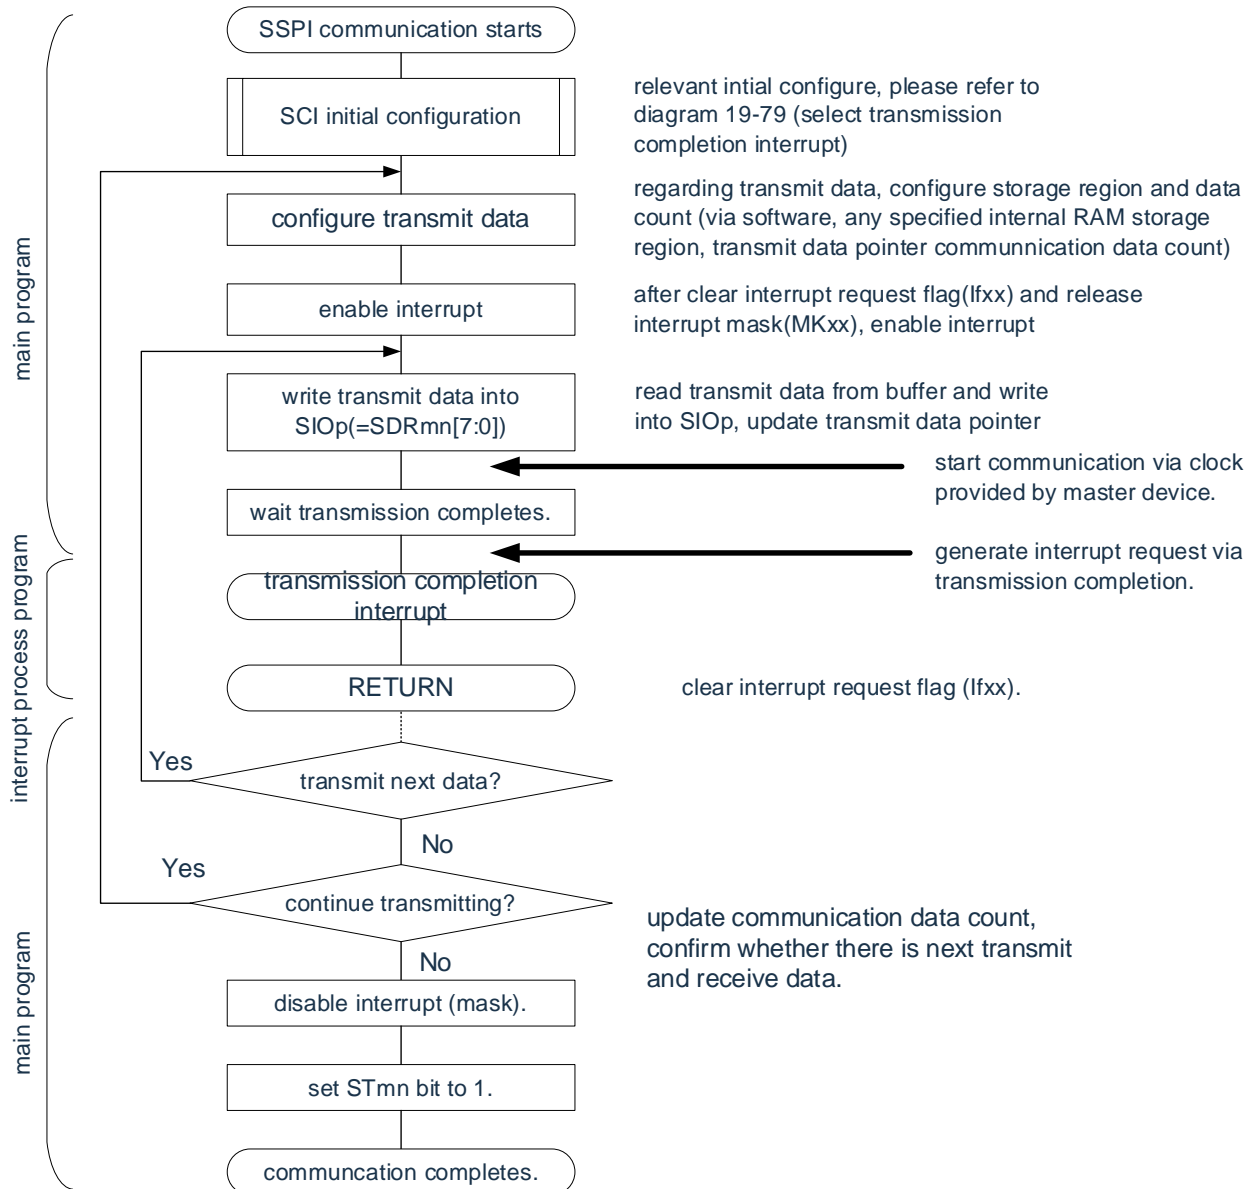 SSPI communication starts
SCI initial configuration
relevant intial configure, please refer to
diagram 19-79 (select transmission
completion interrupt)
configure transmit data
regarding transmit data, configure storage region and data
count (via software, any specified internal RAM storage
region, transmit data pointer communnication data count)
main program
enable interrupt
after clear interrupt request flag(Ifxx) and release
interrupt mask(MKxx), enable interrupt
write transmit data into
SIOp(=SDRmn[7:0])
read transmit data from buffer and write
into SIOp, update transmit data pointer
start communication via clock
provided by master device.
wait transmission completes.
generate interrupt request via
transmission completion.
transmission completion
interrupt
interrupt process program
RETURN
clear interrupt request flag (Ifxx).
Yes
transmit next data?
No
Yes
continue transmitting?
update communication data count,
confirm whether there is next transmit
and receive data.
No
main program
disable interrupt (mask).
set STmn bit to 1.
communcation completes.